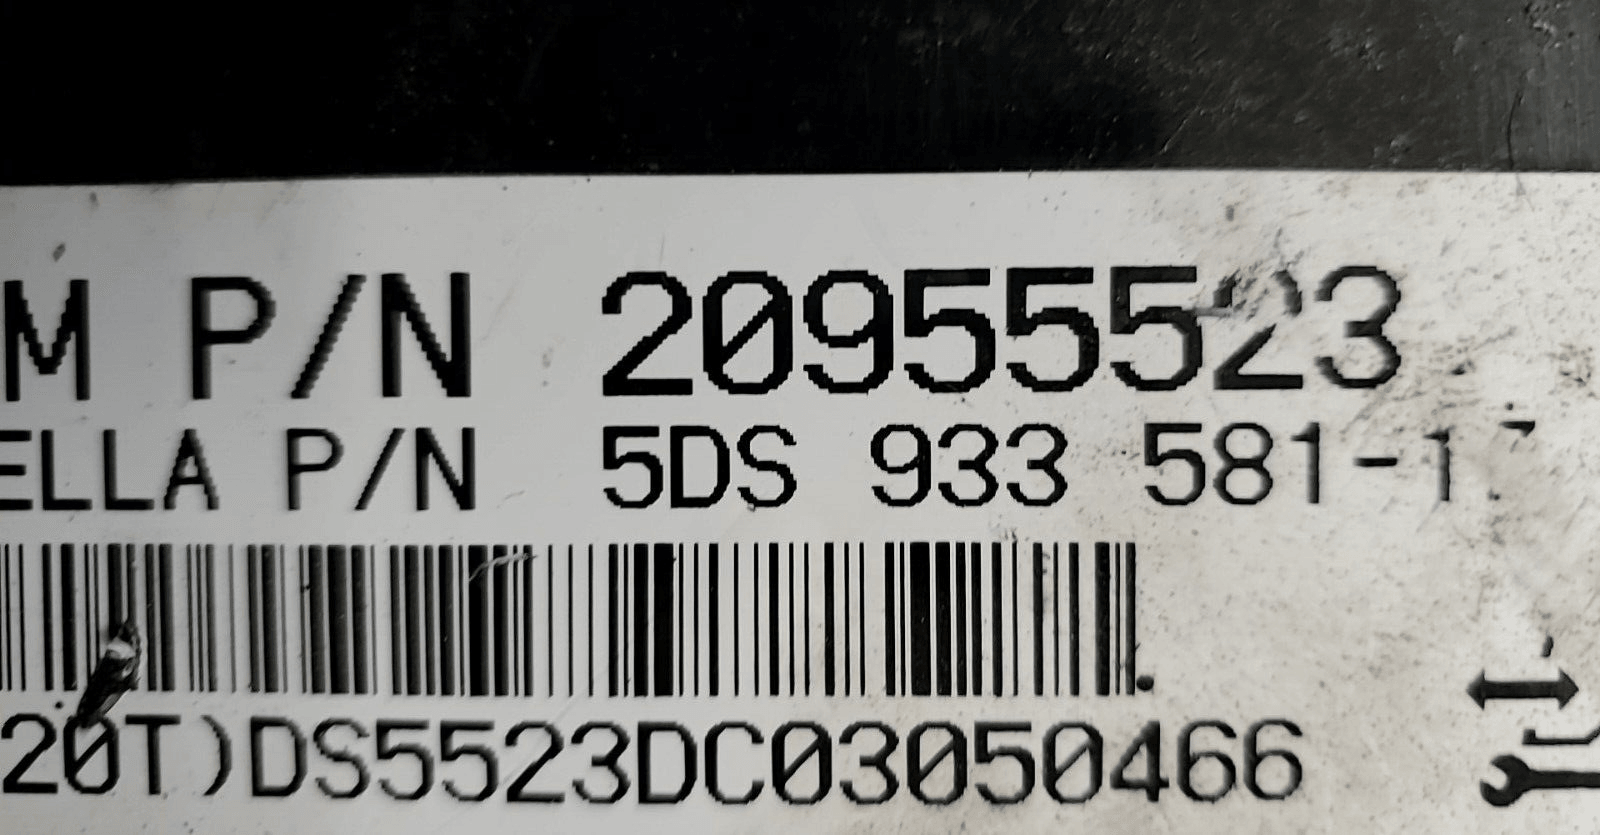 M P/N 20955523
ELLA P/N 5DS 933 581-1
20T)DS5523DC03050466